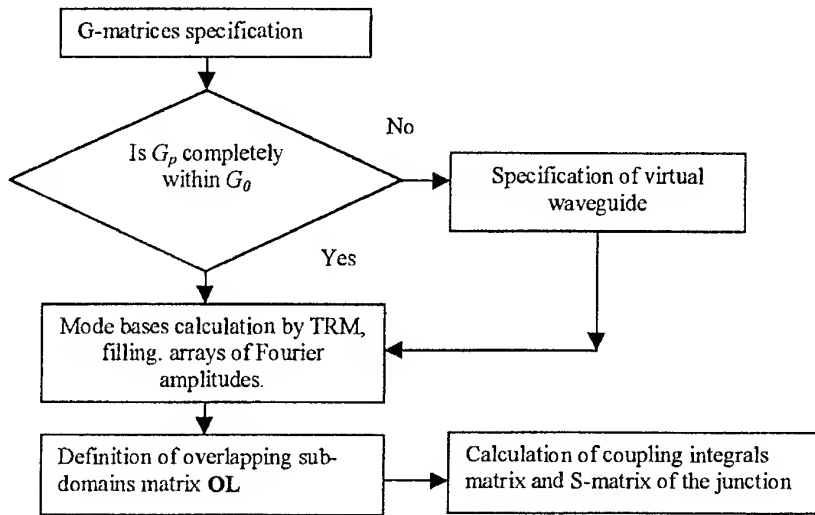 G-matrices specification
No
Is Gp completely
within G0
Specification of virtual
waveguide
Yes
Mode bases calculation by TRM,
filling. arrays of Fourier
amplitudes.
Definition of overlapping sub-
domains matrix OL
Calculation of coupling integrals
matrix and S-matrix of the junction